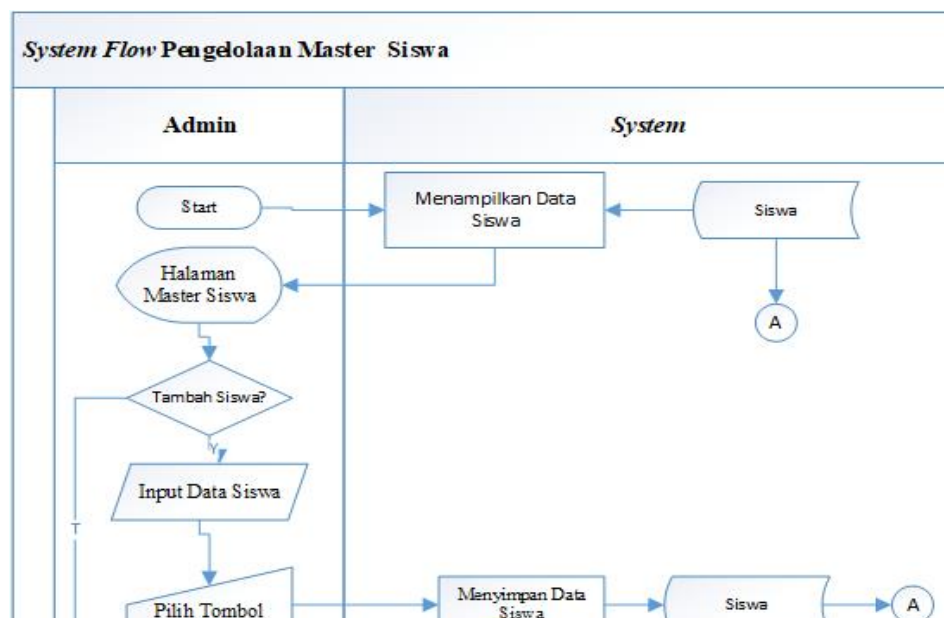 System Flow Pengelolaan Master Siswa
Admin
System
Start
Menampilkan Data
Siswa
Siswa
Halaman
Master Siswa
A
Tambah Siswa?
Y
Input Data Siswa
T
Pilih Tombol
Menyimpan Data
Siswa
Siswa
A